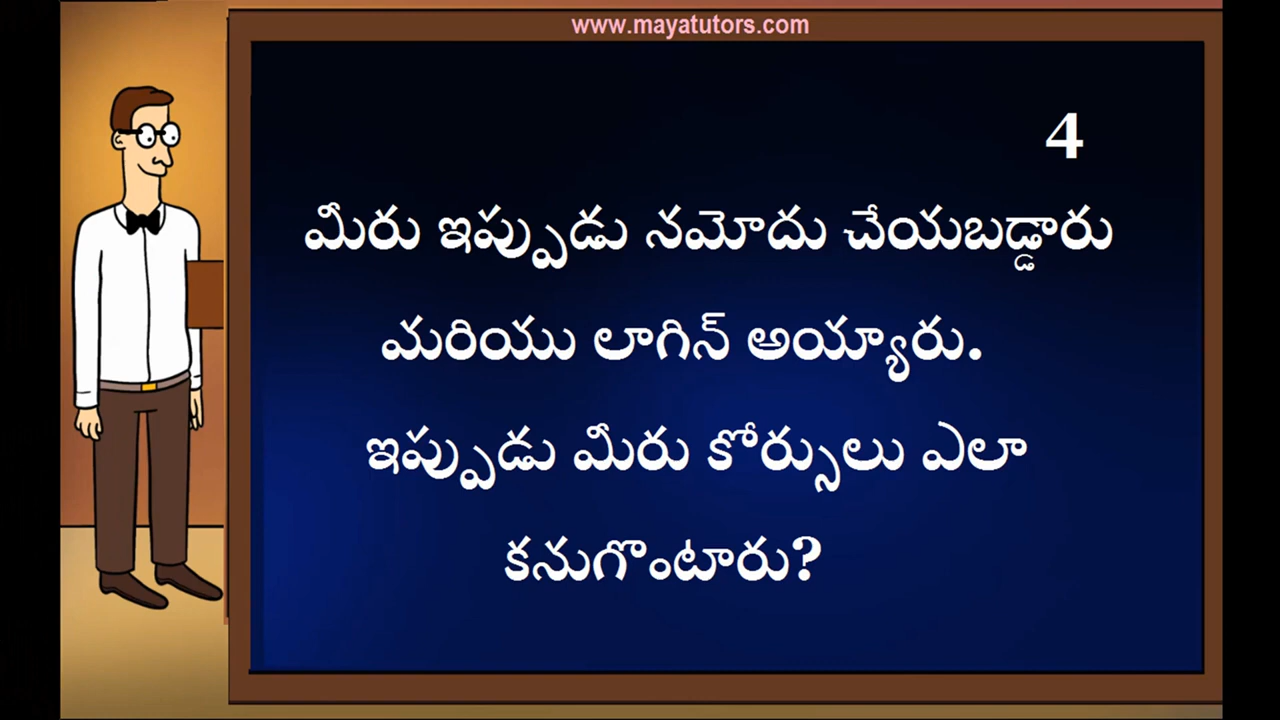 www.mayatutors.com
4
మీరు ఇప్పుడు నమోదు చేయబడ్డారు
మరియు లాగిన్ అయ్యారు.
ఇప్పుడు మీరు కోర్సులు ఎలా
కనుగొంటారు?